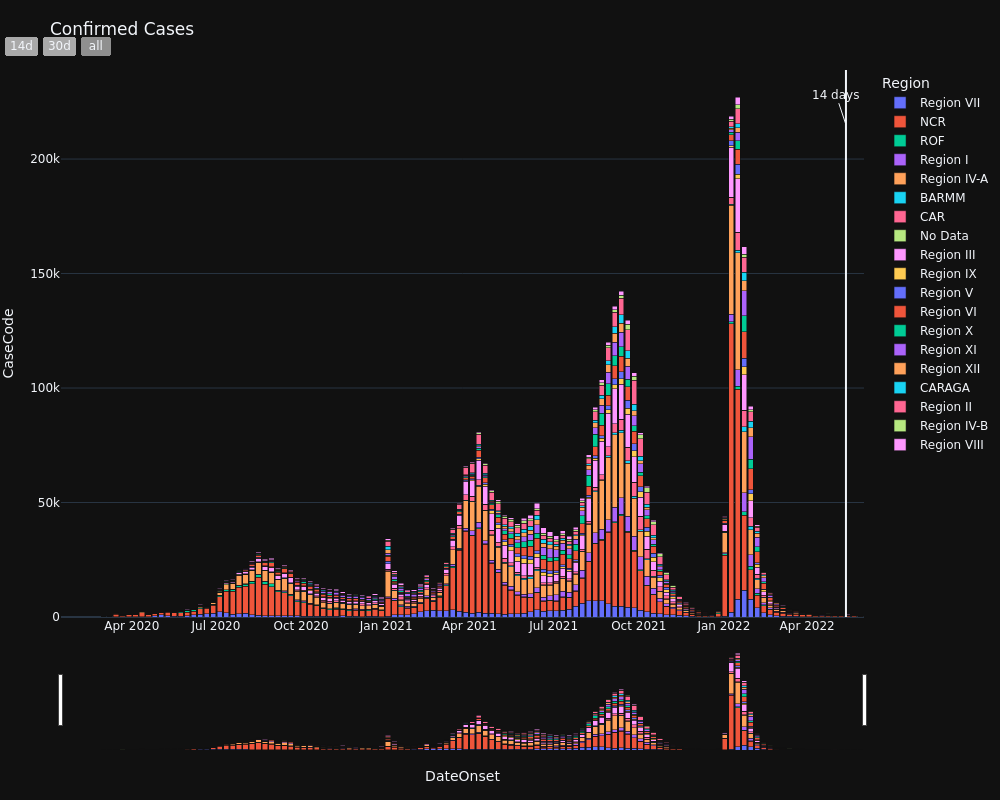 Confirmed Cases
14d 30d all
14 days
Region
Region VII
NCR
ROF
Region I
Region IV-A
BARMM
CAR
No Data
Region III
Region IX
Region V
Region VI
Region X
Region XI
Region XII
CARAGA
Region II
Region IV-B
Region VIII
CaseCode
200k
150k
100k
50k
0
Apr 2020 Jul 2020 Oct 2020 Jan 2021 Apr 2021 Jul 2021 Oct 2021 Jan 2022 Apr 2022
DateOnset